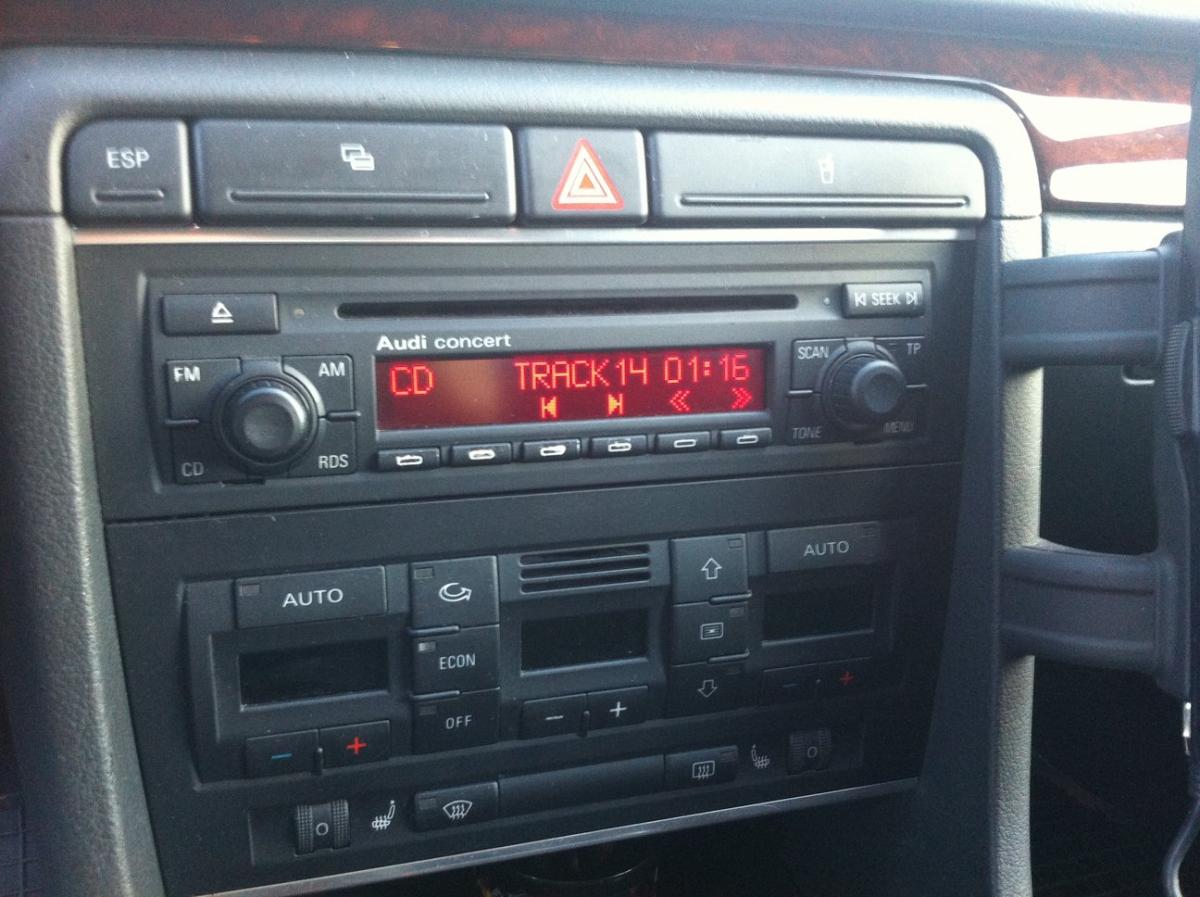 ESP
SEEK
Audi concert
FM
AM
CD
RDS
CD TRACK14 01:16
SCAN
TP
TONE
MENU
AUTO
AUTO
ECON
OFF